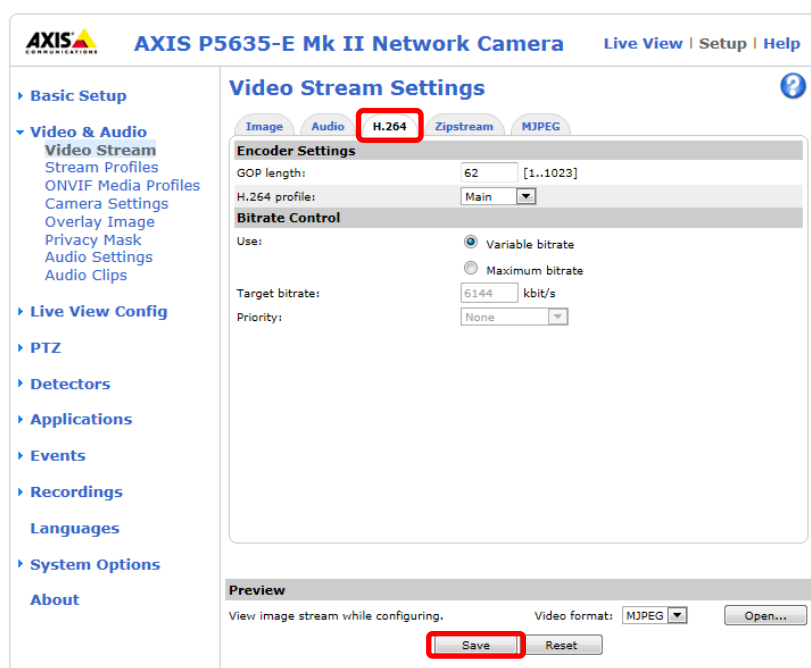 AXIS COMMUNICATIONS
AXIS P5635-E Mk II Network Camera
Live View | Setup | Help
Basic Setup
Video & Audio
Video Stream
Stream Profiles
ONVIF Media Profiles
Camera Settings
Overlay Image
Privacy Mask
Audio Settings
Audio Clips
Live View Config
PTZ
Detectors
Applications
Events
Recordings
Languages
System Options
About
Video Stream Settings
?
Image Audio H.264 Zipstream MJPEG
Encoder Settings
GOP length: 62 [1..1023]
H.264 profile: Main
Bitrate Control
Use: Variable bitrate
Maximum bitrate
Target bitrate: 6144 kbit/s
Priority: None
Preview
View image stream while configuring. Video format: MJPEG Open...
Save Reset